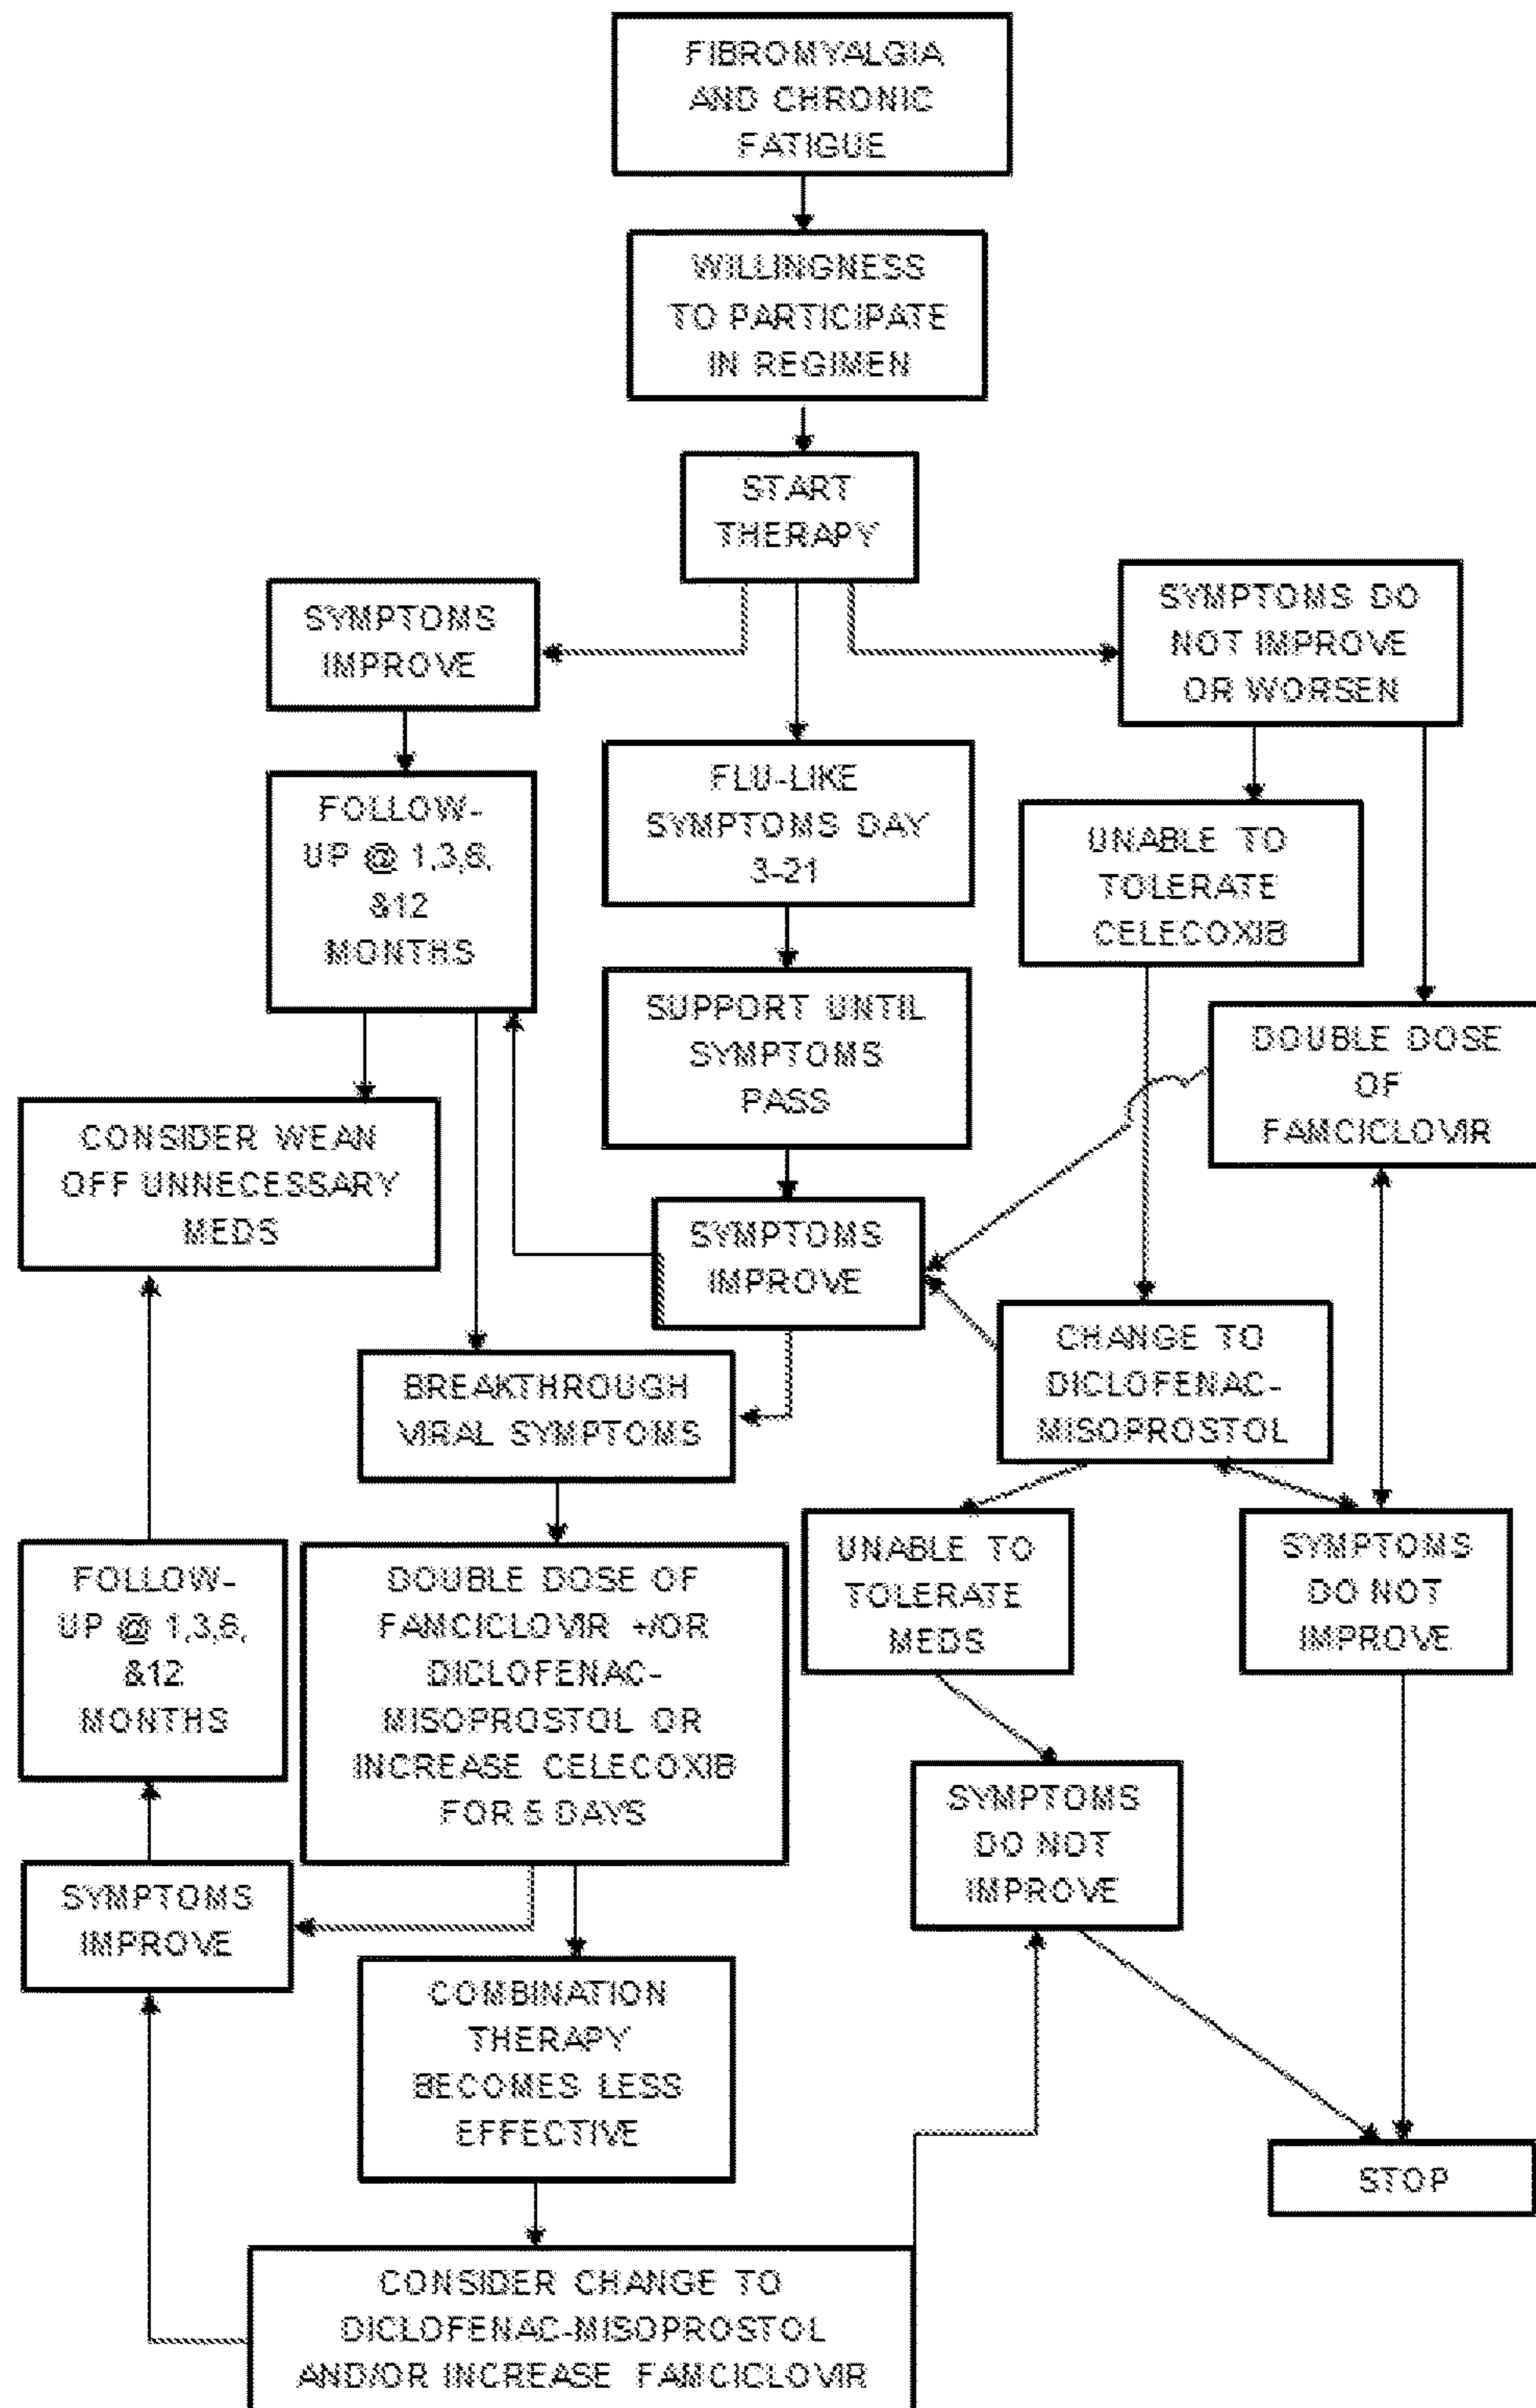 FIBROMYALGIA
AND CHRONIC
FATIGUE
WILLINGNESS
TO PARTICIPATE
IN REGIMEN
START
THERAPY
SYMPTOMS
IMPROVE
SYMPTOMS DO
NOT IMPROVE
OR WORSEN
FOLLOW-
UP @ 1,3,6,
&12
MONTHS
FLU-LIKE
SYMPTOMS DAY
3-21
UNABLE TO
TOLERATE
CELECOXIB
SUPPORT UNTIL
SYMPTOMS
PASS
DOUBLE DOSE
OF
FAMCICLOVIR
CONSIDER WEAN
OFF UNNECESSARY
MEDS
SYMPTOMS
IMPROVE
CHANGE TO
DICLOFENAC-
MISOPROSTOL
BREAKTHROUGH
VIRAL SYMPTOMS
UNABLE TO
TOLERATE
MEDS
SYMPTOMS
DO NOT
IMPROVE
FOLLOW-
UP @ 1,3,6,
&12
MONTHS
DOUBLE DOSE OF
FAMCICLOVIR +/OR
DICLOFENAC-
MISOPROSTOL OR
INCREASE CELECOXIB
FOR 5 DAYS
SYMPTOMS
DO NOT
IMPROVE
SYMPTOMS
IMPROVE
COMBINATION
THERAPY
BECOMES LESS
EFFECTIVE
STOP
CONSIDER CHANGE TO
DICLOFENAC-MISOPROSTOL
AND/OR INCREASE FAMCICLOVIR